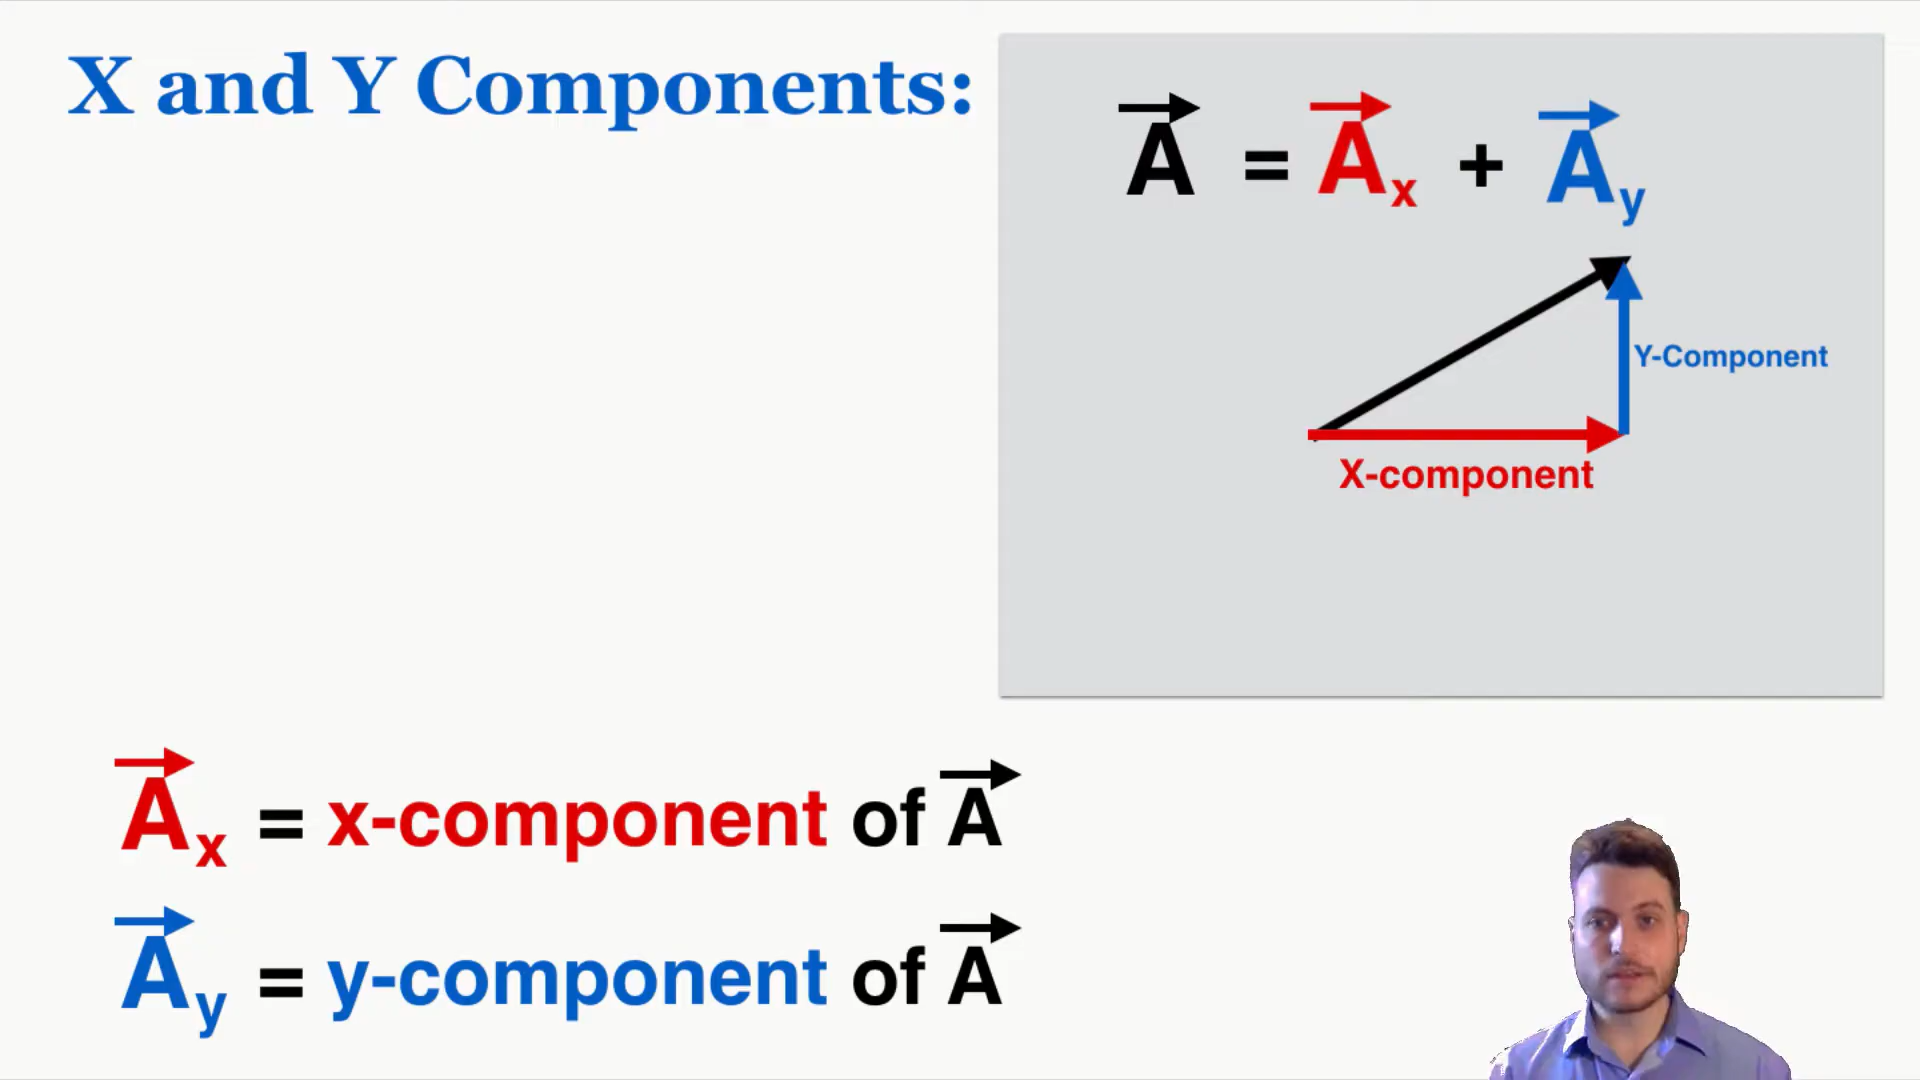 X and Y Components:
A = Ax + Ay
Y-Component
X-component
Ax = x-component of A
Ay = y-component of A